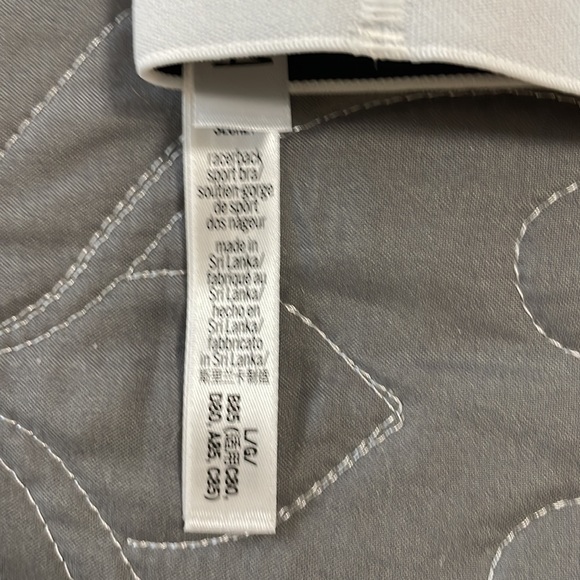 racerback
sport bra/
soutien-gorge
de sport
dos nageur
made in
Sri Lanka/
fabriqué au
Sri Lanka/
hecho en
Sri Lanka/
fabbricato
in Sri Lanka/
斯里兰卡制造
L/G/
B85 (适用C80,
D80, A85, C85)